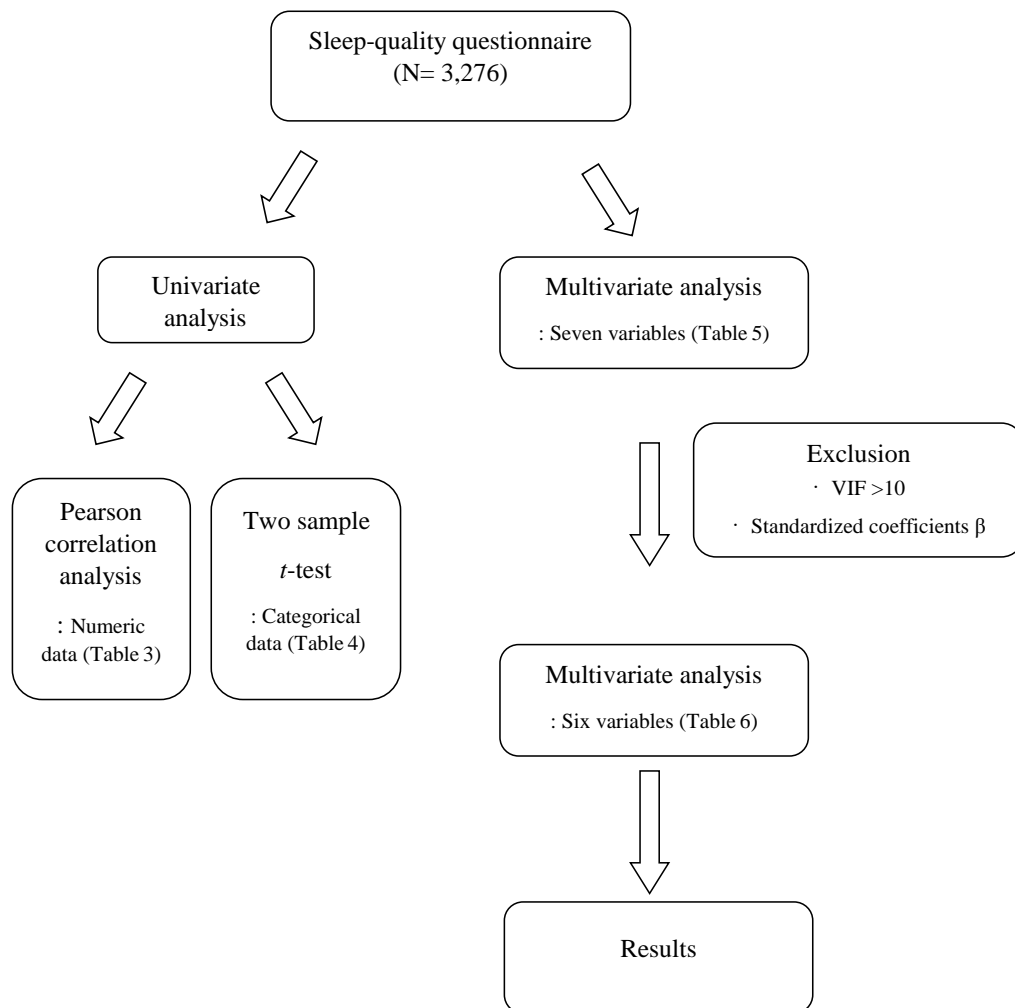 Sleep-quality questionnaire
(N= 3,276)
Univariate
analysis
Multivariate analysis
: Seven variables (Table 5)
Exclusion
· VIF >10
· Standardized coefficients β
Pearson
correlation
analysis
: Numeric
data (Table 3)
Two sample
t-test
: Categorical
data (Table 4)
Multivariate analysis
: Six variables (Table 6)
Results